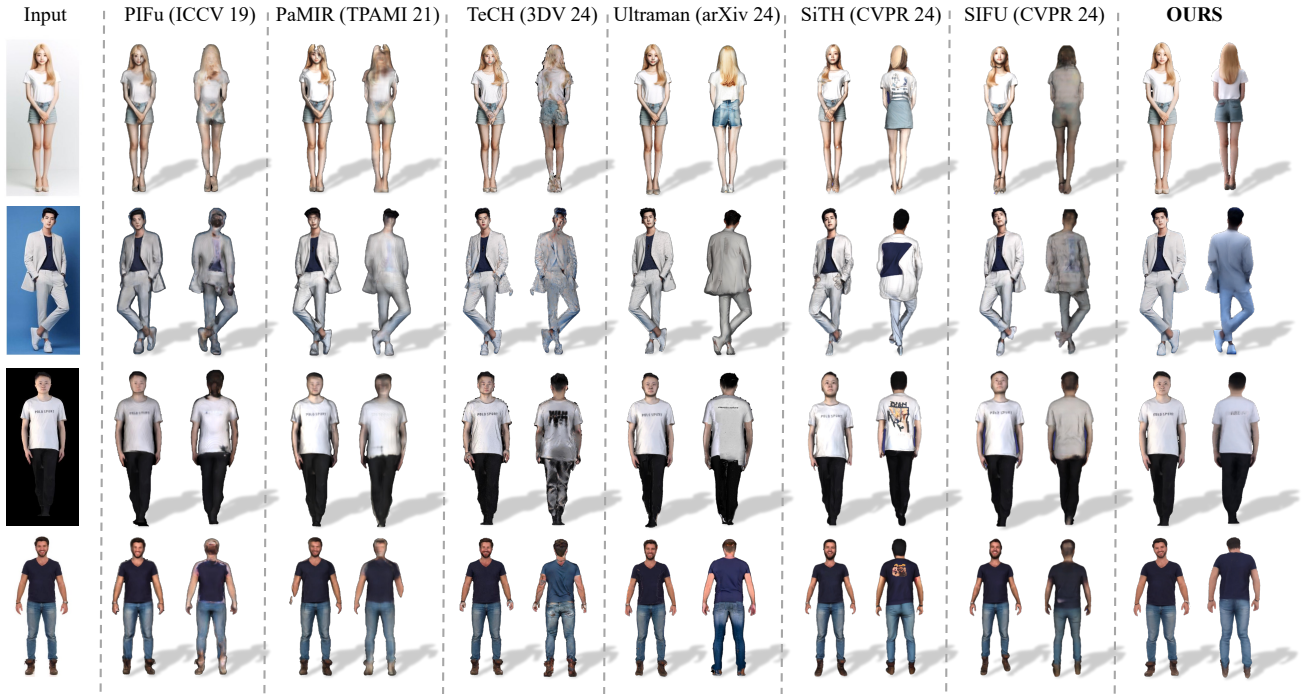 Input PIFu (ICCV 19) PaMIR (TPAMI 21) TeCH (3DV 24) Ultraman (arXiv 24) SiTH (CVPR 24) SIFU (CVPR 24) OURS